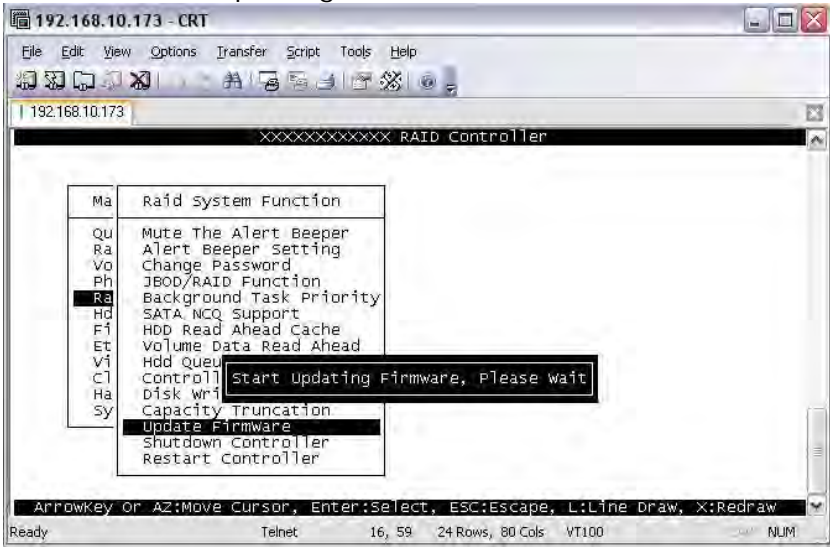 192.168.10.173 - CRT
File Edit View Options Transfer Script Tools Help
192.168.10.173
XXXXXXXXXXXX RAID Controller
Ma
Raid System Function
Qu Mute The Alert Beeper
Ra Alert Beeper Setting
Vo Change Password
Ph JBOD/RAID Function
Ra Background Task Priority
Hd SATA NCQ Support
Fi HDD Read Ahead Cache
Et Volume Data Read Ahead
Vi Hdd Queu
Cl Controll
Start Updating Firmware, Please Wait
Ha Disk Wri
Sy Capacity Truncation
Update Firmware
Shutdown Controller
Restart Controller
ArrowKey Or AZ:Move Cursor, Enter:Select, ESC:Escape, L:Line Draw, X:Redraw
Ready Telnet 16, 59 24 Rows, 80 Cols VT100 NUM